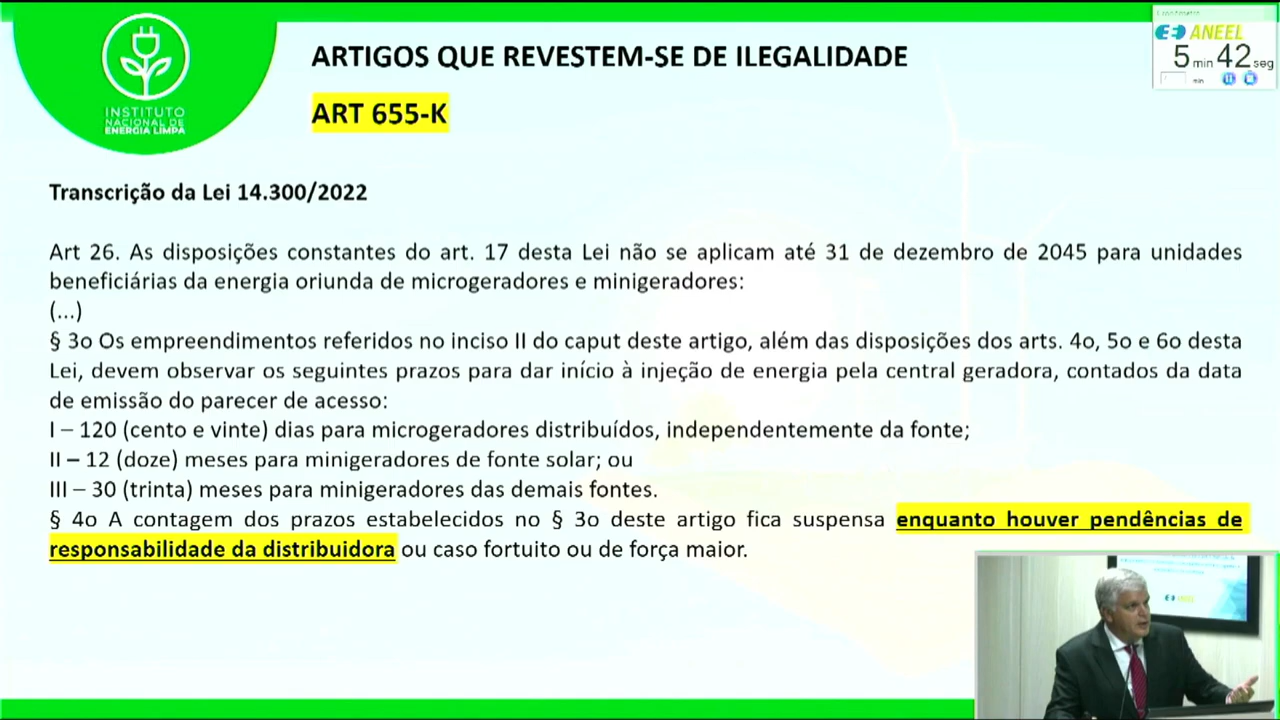 ARTIGOS QUE REVESTEM-SE DE ILEGALIDADE
ART 655-K
INSTITUTO
NACIONAL DE
ENERGIA LIMPA
ANEEL
5 min 42 seg
min
Transcrição da Lei 14.300/2022
Art 26. As disposições constantes do art. 17 desta Lei não se aplicam até 31 de dezembro de 2045 para unidades
beneficiárias da energia oriunda de microgeradores e minigeradores:
(...)
§ 3o Os empreendimentos referidos no inciso II do caput deste artigo, além das disposições dos arts. 4o, 5o e 6o desta
Lei, devem observar os seguintes prazos para dar início à injeção de energia pela central geradora, contados da data
de emissão do parecer de acesso:
I – 120 (cento e vinte) dias para microgeradores distribuídos, independentemente da fonte;
II – 12 (doze) meses para minigeradores de fonte solar; ou
III – 30 (trinta) meses para minigeradores das demais fontes.
§ 4o A contagem dos prazos estabelecidos no § 3o deste artigo fica suspensa enquanto houver pendências de
responsabilidade da distribuidora ou caso fortuito ou de força maior.